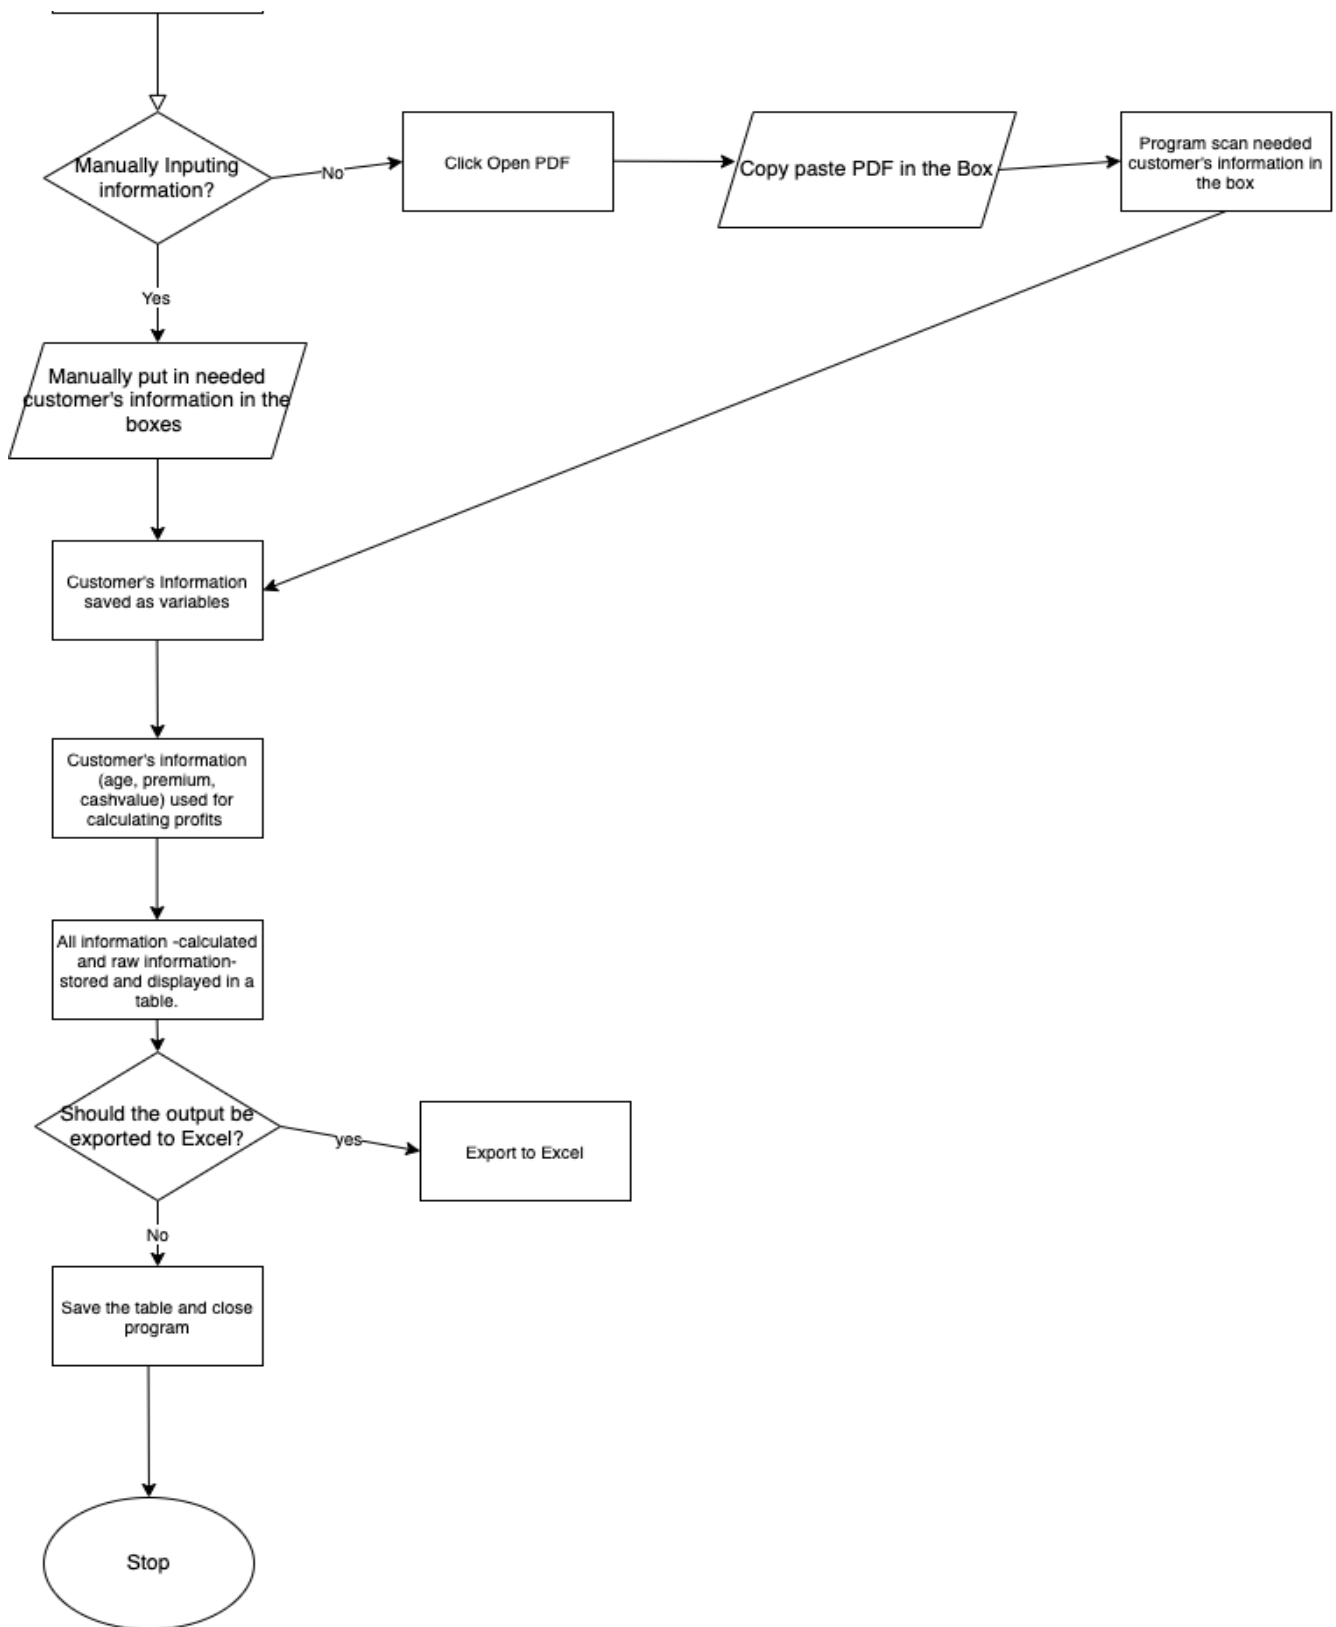 Manually Inputing
information?
No
Click Open PDF
Copy paste PDF in the Box
Program scan needed
customer's information in
the box
Yes
Manually put in needed
customer's information in the
boxes
Customer's Information
saved as variables
Customer's information
(age, premium,
cashvalue) used for
calculating profits
All information -calculated
and raw information-
stored and displayed in a
table.
Should the output be
exported to Excel?
yes
Export to Excel
No
Save the table and close
program
Stop